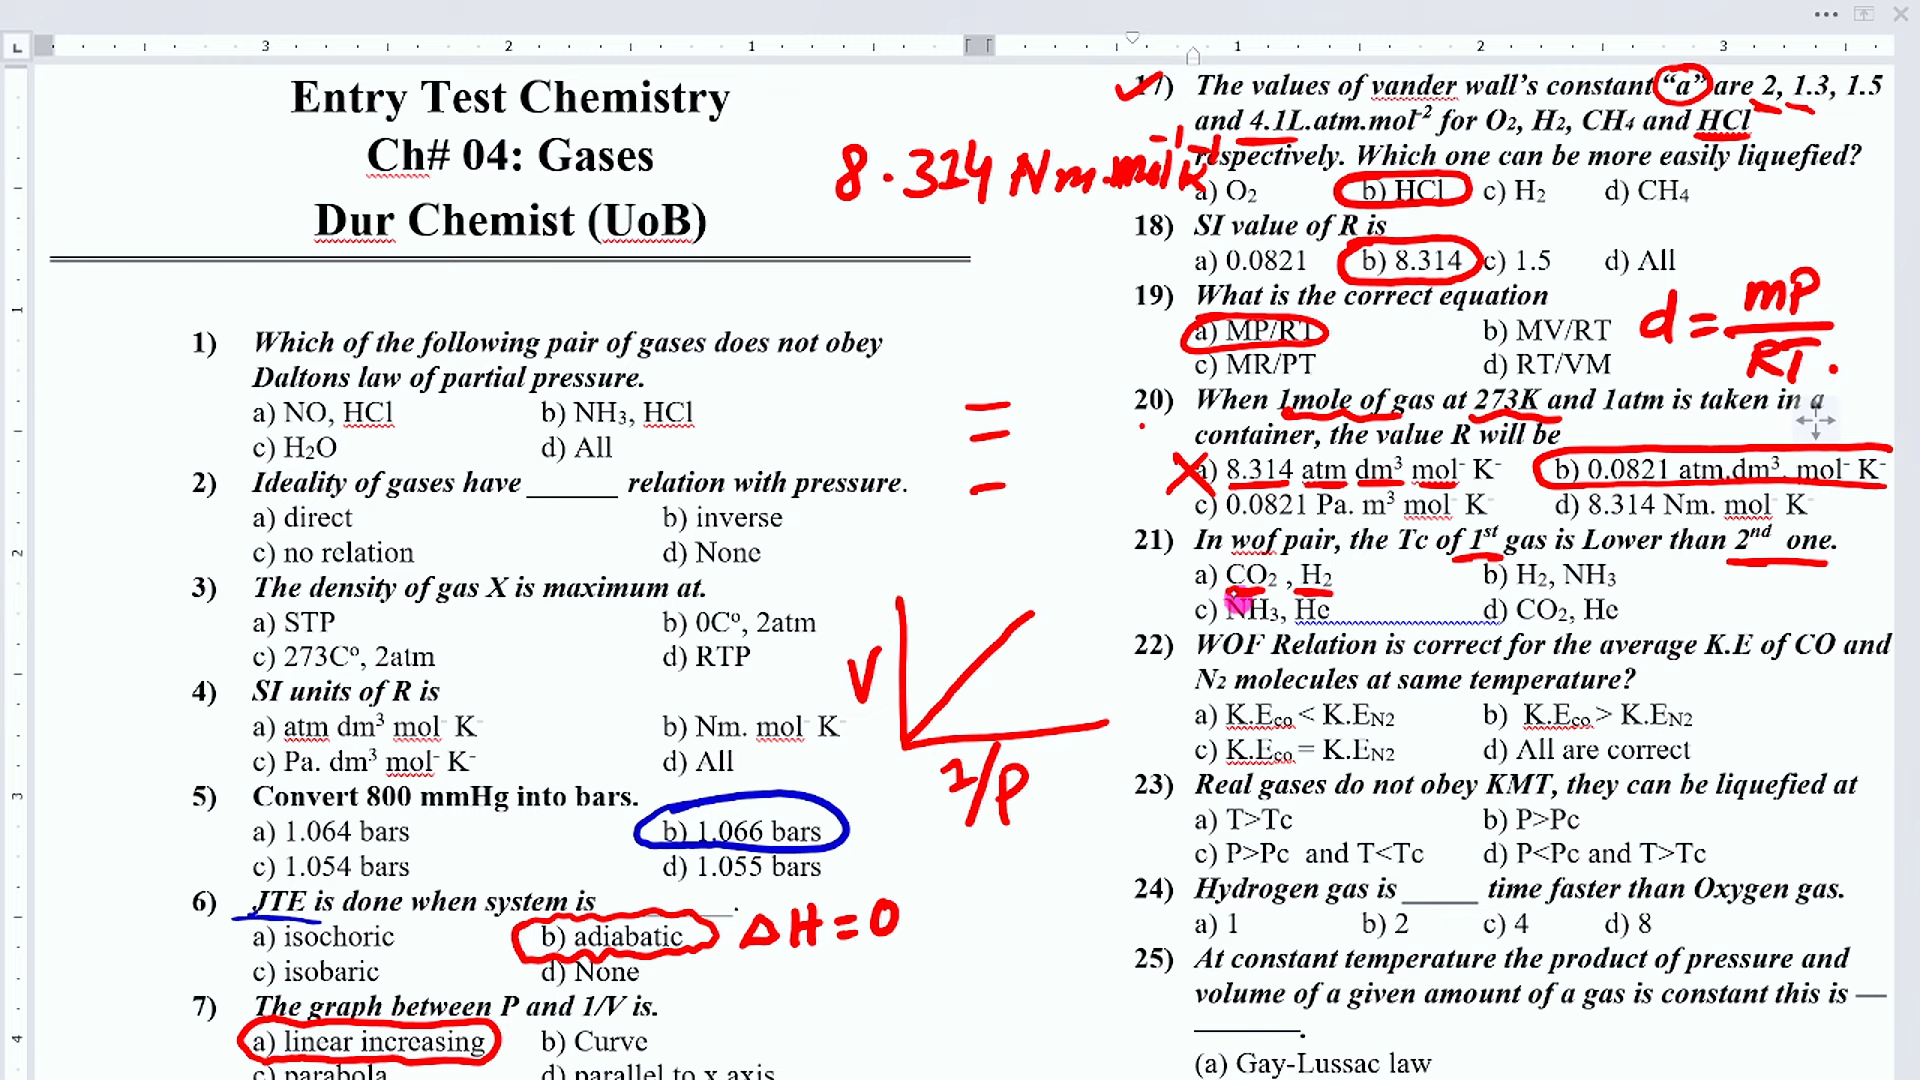 Entry Test Chemistry
Ch# 04: Gases
Dur Chemist (UoB)
1) Which of the following pair of gases does not obey
Daltons law of partial pressure.
a) NO, HCl b) NH3, HCl
c) H2O d) All
2) Ideality of gases have ______ relation with pressure.
a) direct b) inverse
c) no relation d) None
3) The density of gas X is maximum at.
a) STP b) 0Cº, 2atm
c) 273Cº, 2atm d) RTP
4) SI units of R is
a) atm dm³ mol⁻ K⁻ b) Nm. mol⁻ K⁻
c) Pa. dm³ mol⁻ K⁻ d) All
5) Convert 800 mmHg into bars.
a) 1.064 bars b) 1.066 bars
c) 1.054 bars d) 1.055 bars
6) JTE is done when system is ________.
a) isochoric b) adiabatic ΔH=0
c) isobaric d) None
7) The graph between P and 1/V is.
a) linear increasing b) Curve
c) parabola d) parallel to x axis
8.314 Nm.mol⁻¹K⁻¹
V
1/P
17) The values of vander wall's constant “a” are 2, 1.3, 1.5
and 4.1L.atm.mol⁻² for O2, H2, CH4 and HCl
respectively. Which one can be more easily liquefied?
a) O2 b) HCl c) H2 d) CH4
18) SI value of R is
a) 0.0821 b) 8.314 c) 1.5 d) All
19) What is the correct equation
a) MP/RT b) MV/RT
c) MR/PT d) RT/VM
d = mP/RT.
20) When 1mole of gas at 273K and 1atm is taken in a
container, the value R will be
a) 8.314 atm dm³ mol⁻ K⁻ b) 0.0821 atm.dm³. mol⁻ K⁻
c) 0.0821 Pa. m³ mol⁻ K⁻ d) 8.314 Nm. mol⁻ K⁻
21) In wof pair, the Tc of 1st gas is Lower than 2nd one.
a) CO2 , H2 b) H2, NH3
c) NH3, He d) CO2, He
22) WOF Relation is correct for the average K.E of CO and
N2 molecules at same temperature?
a) K.Eco < K.EN2 b) K.Eco > K.EN2
c) K.Eco = K.EN2 d) All are correct
23) Real gases do not obey KMT, they can be liquefied at
a) T>Tc b) P>Pc
c) P>Pc and T<Tc d) P<Pc and T>Tc
24) Hydrogen gas is _____ time faster than Oxygen gas.
a) 1 b) 2 c) 4 d) 8
25) At constant temperature the product of pressure and
volume of a given amount of a gas is constant this is —
_______.
(a) Gay-Lussac law
3 2 1 1 2 3
1
2
3
4